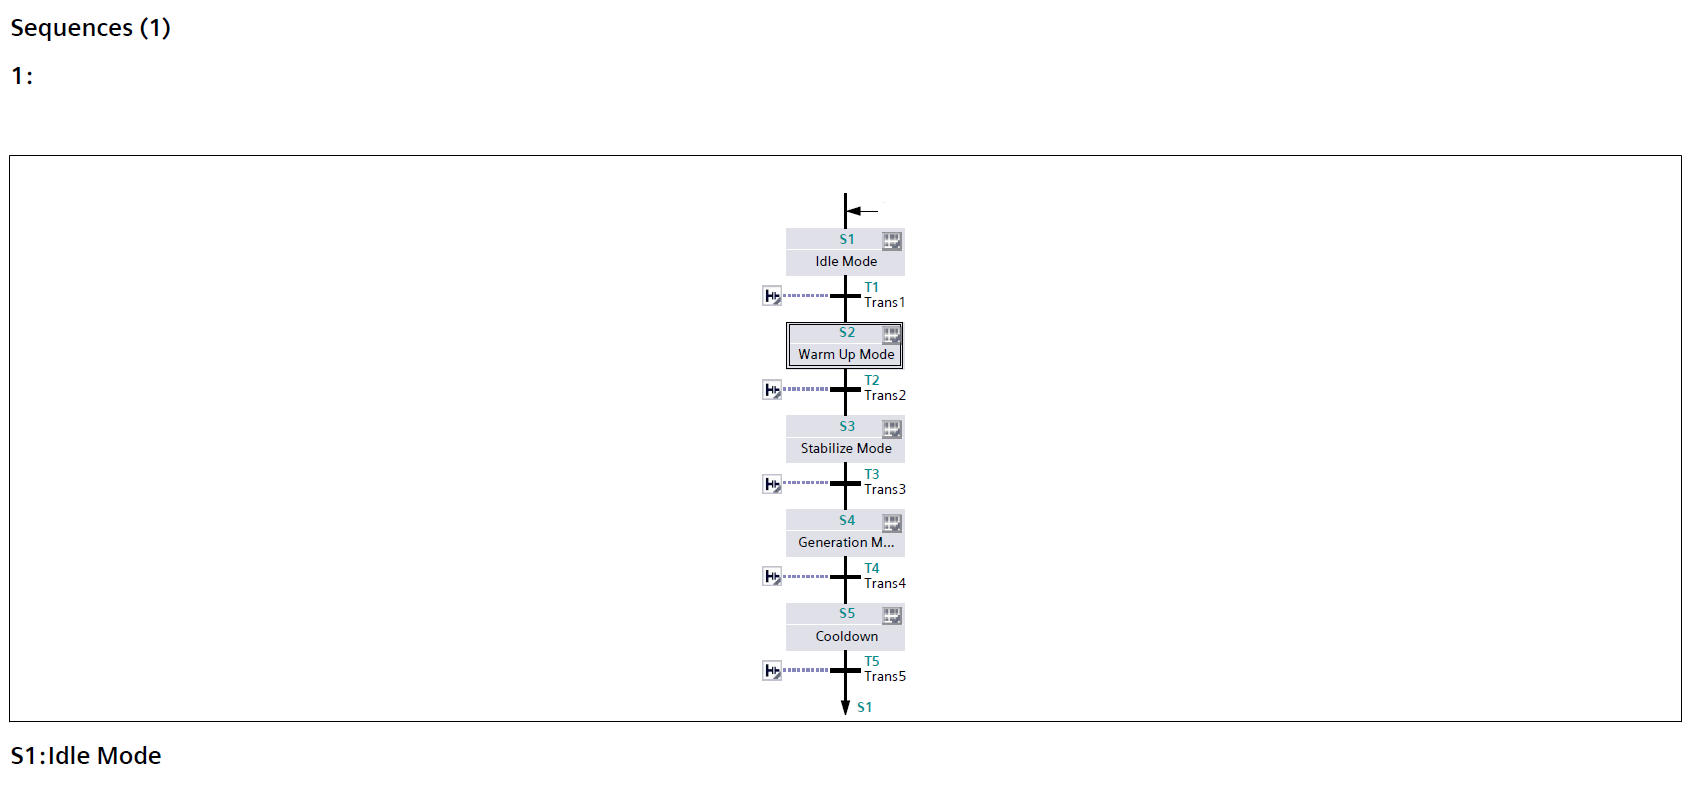 Sequences (1)
1:
S1
Idle Mode
T1
Trans1
S2
Warm Up Mode
T2
Trans2
S3
Stabilize Mode
T3
Trans3
S4
Generation M...
T4
Trans4
S5
Cooldown
T5
Trans5
S1
S1:Idle Mode